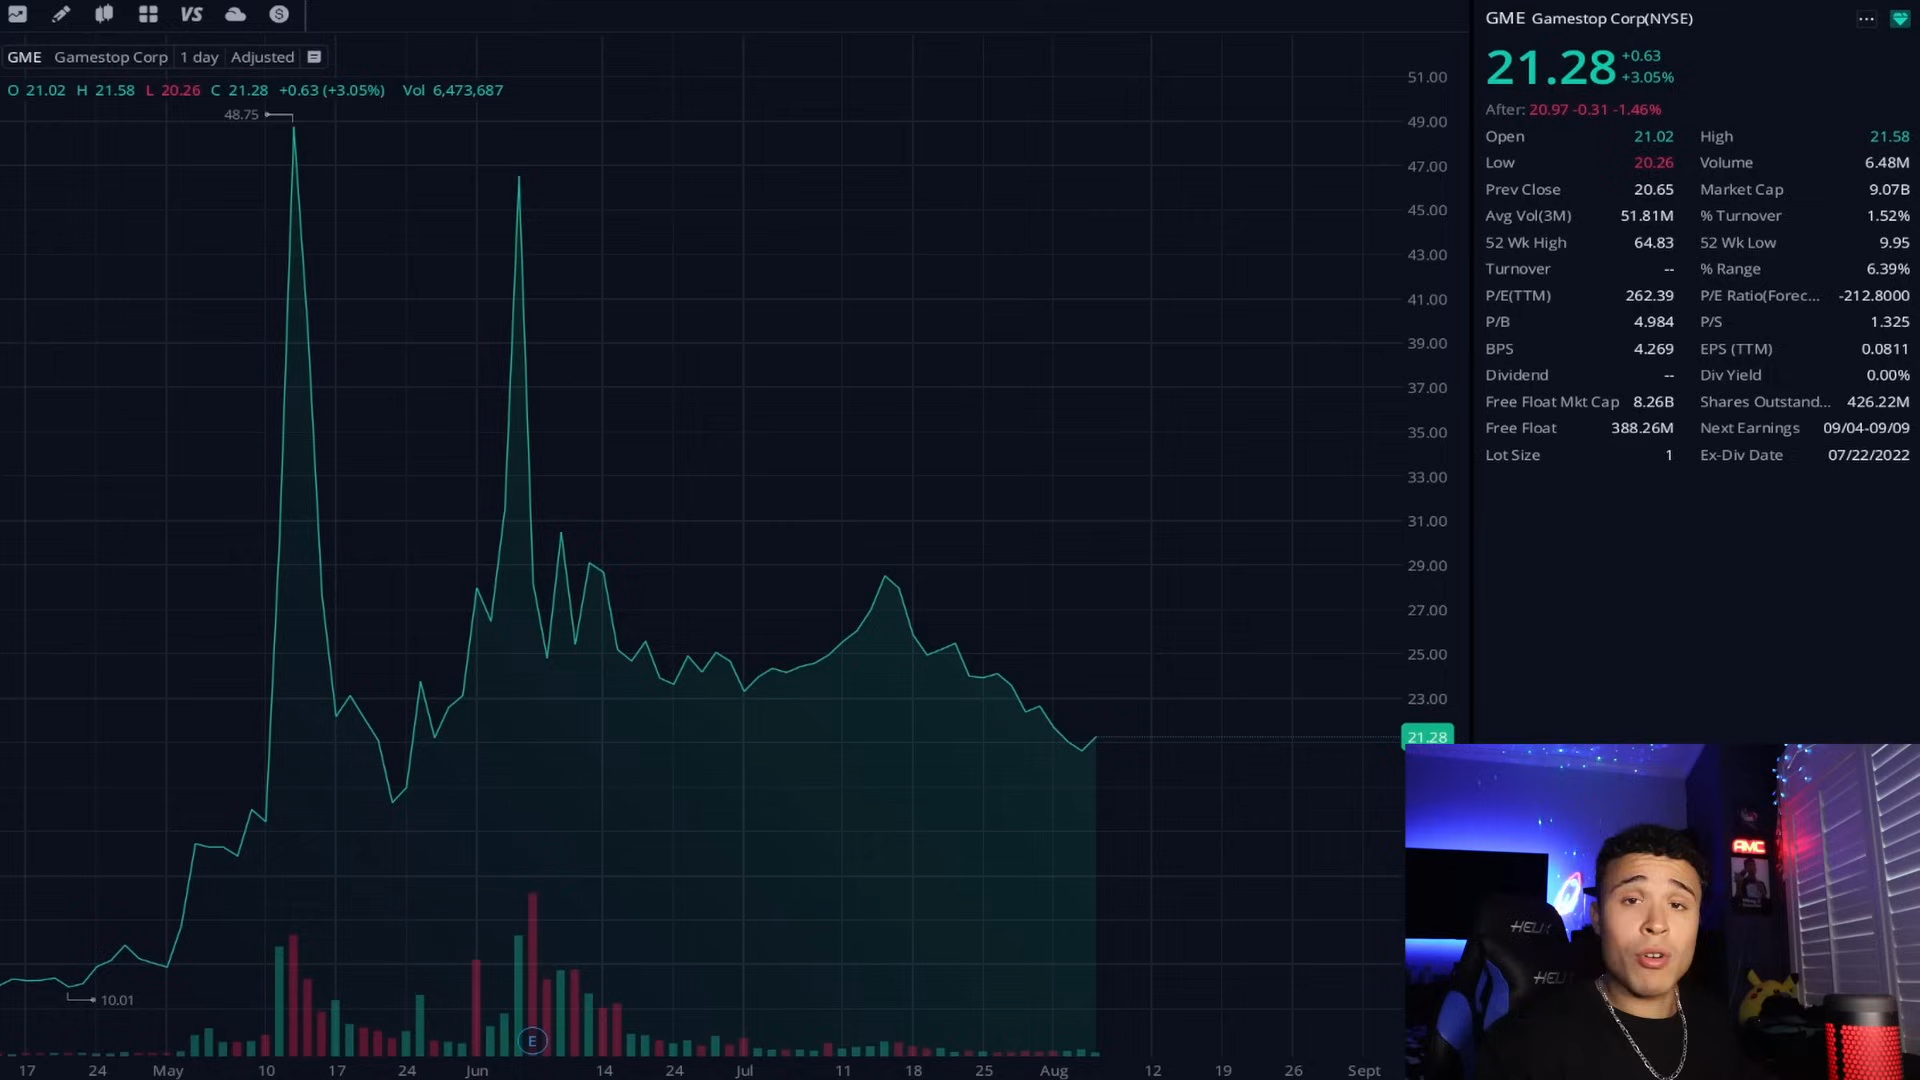 VS
GME Gamestop Corp 1 day Adjusted
O 21.02 H 21.58 L 20.26 C 21.28 +0.63 (+3.05%) Vol 6,473,687
48.75
10.01
E
51.00
49.00
47.00
45.00
43.00
41.00
39.00
37.00
35.00
33.00
31.00
29.00
27.00
25.00
23.00
21.28
17 24 May 10 17 24 Jun 14 24 Jul 11 18 25 Aug 12 19 26 Sept
GME Gamestop Corp(NYSE)
21.28 +0.63
+3.05%
After: 20.97 -0.31 -1.46%
Open 21.02 High 21.58
Low 20.26 Volume 6.48M
Prev Close 20.65 Market Cap 9.07B
Avg Vol(3M) 51.81M % Turnover 1.52%
52 Wk High 64.83 52 Wk Low 9.95
Turnover -- % Range 6.39%
P/E(TTM) 262.39 P/E Ratio(Forec... -212.8000
P/B 4.984 P/S 1.325
BPS 4.269 EPS (TTM) 0.0811
Dividend -- Div Yield 0.00%
Free Float Mkt Cap 8.26B Shares Outstand... 426.22M
Free Float 388.26M Next Earnings 09/04-09/09
Lot Size 1 Ex-Div Date 07/22/2022
AMC